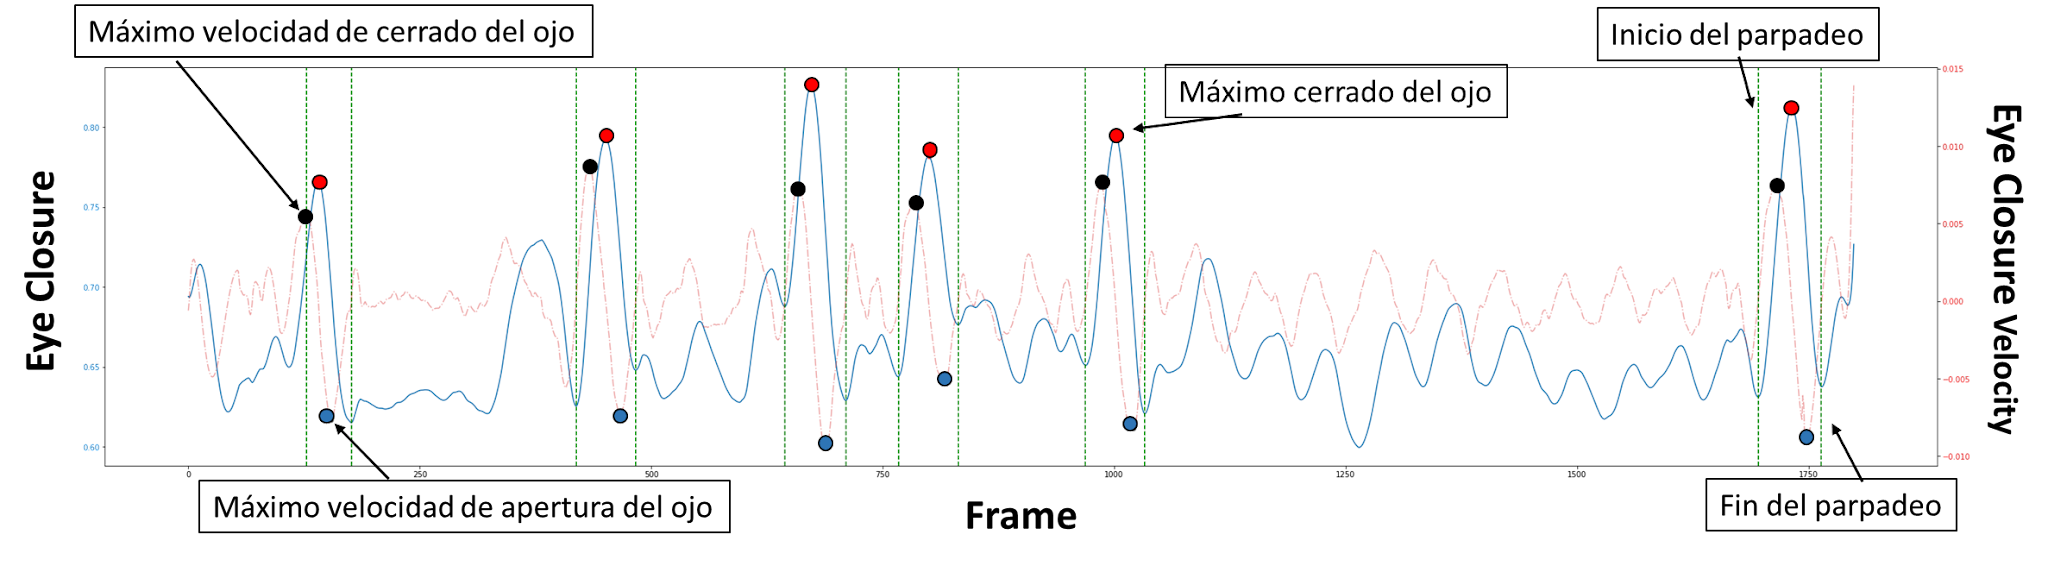 Máximo velocidad de cerrado del ojo
Inicio del parpadeo
Máximo cerrado del ojo
0.80
0.75
0.70
0.65
0.60
Eye Closure
0.015
0.010
0.005
0.000
−0.005
−0.010
Eye Closure Velocity
0
250
500
750
1000
1250
1500
1750
Máximo velocidad de apertura del ojo
Frame
Fin del parpadeo